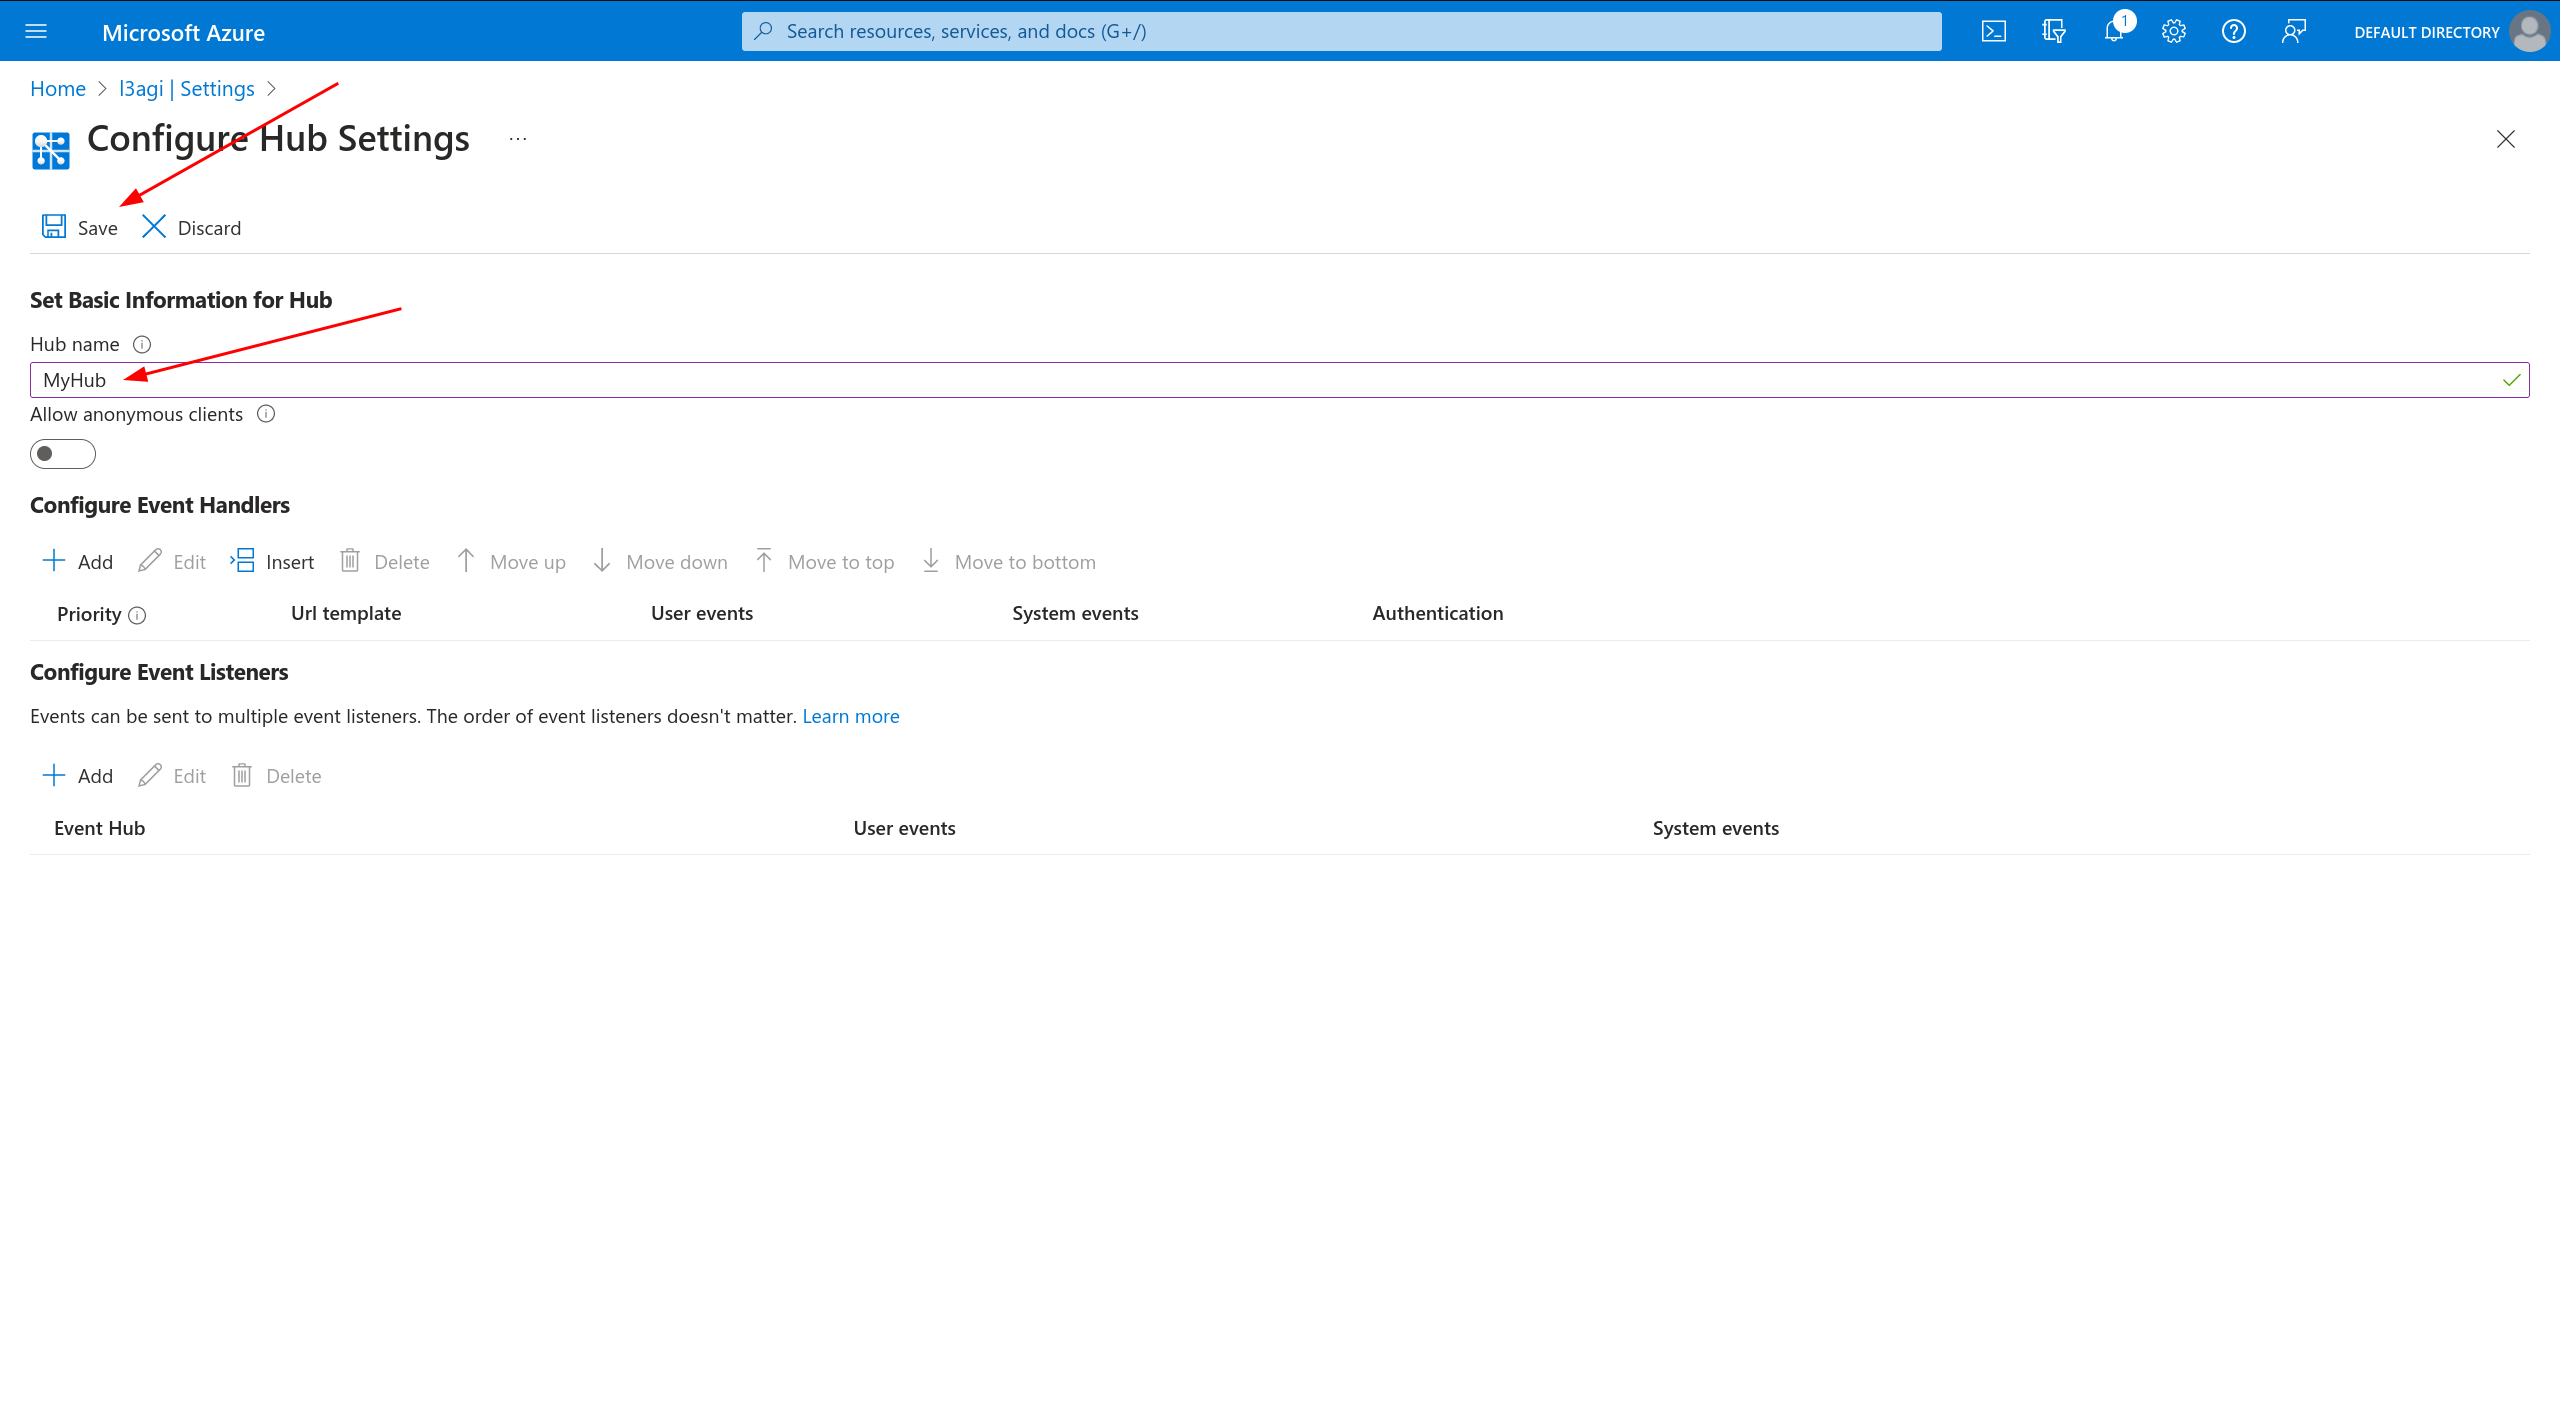 Microsoft Azure
Search resources, services, and docs (G+/)
1
DEFAULT DIRECTORY
Home > l3agi | Settings >
Configure Hub Settings ...
Save Discard
Set Basic Information for Hub
Hub name
MyHub
Allow anonymous clients
Configure Event Handlers
Add Edit Insert Delete Move up Move down Move to top Move to bottom
Priority Url template User events System events Authentication
Configure Event Listeners
Events can be sent to multiple event listeners. The order of event listeners doesn't matter. Learn more
Add Edit Delete
Event Hub User events System events